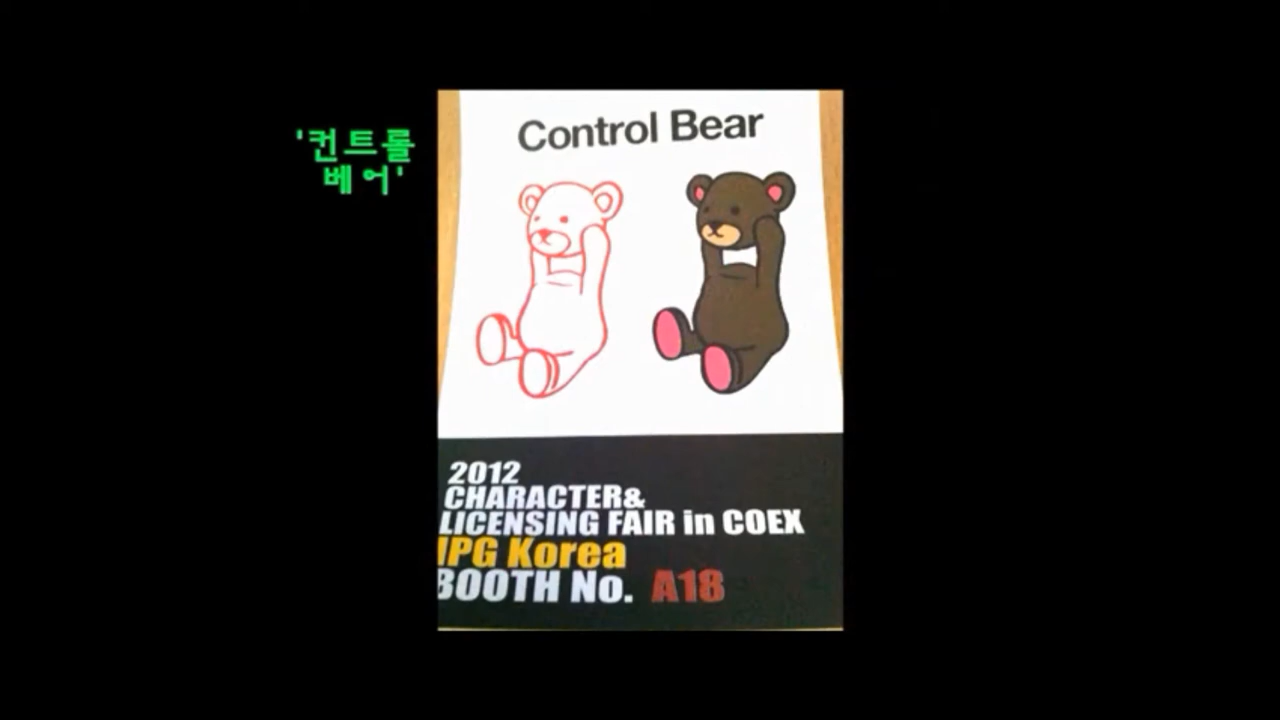 '컨트롤
베어'
Control Bear
2012
CHARACTER&
LICENSING FAIR in COEX
IPG Korea
BOOTH No. A18